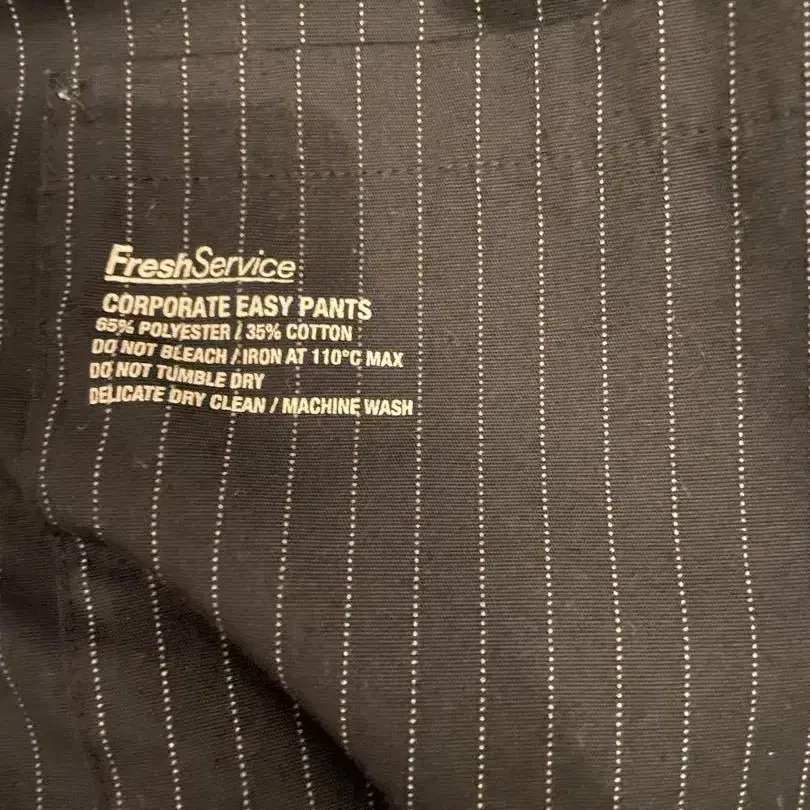 FreshService
CORPORATE EASY PANTS
65% POLYESTER / 35% COTTON
DO NOT BLEACH / IRON AT 110°C MAX
DO NOT TUMBLE DRY
DELICATE DRY CLEAN / MACHINE WASH